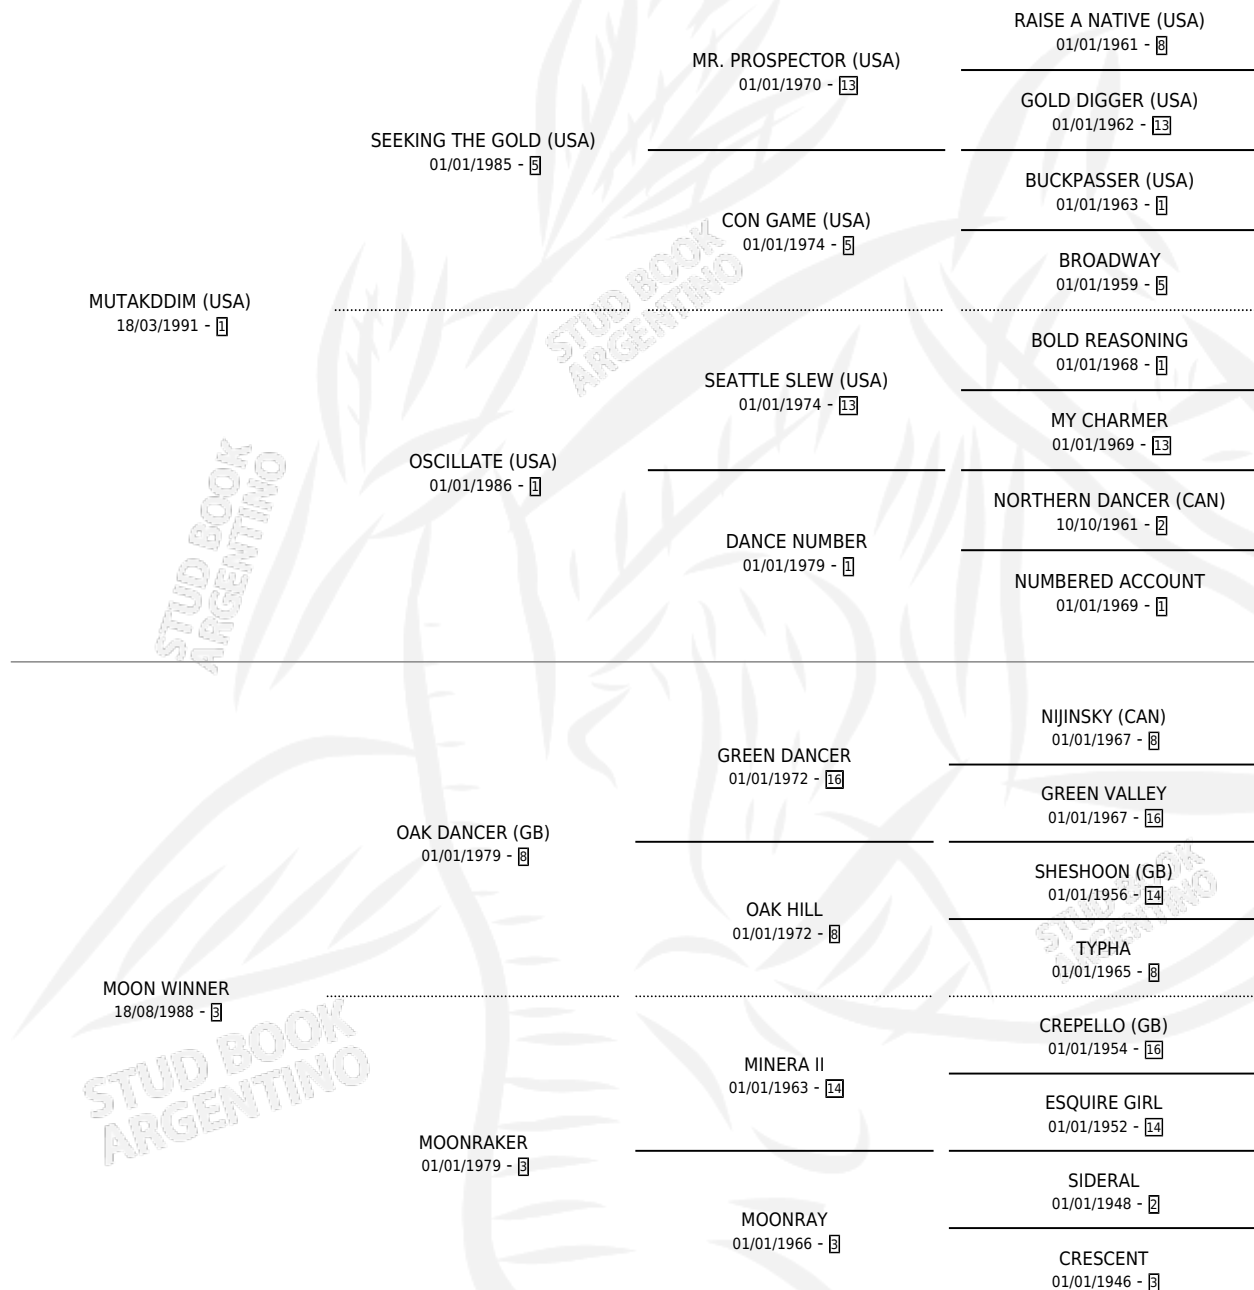 RAISE A NATIVE (USA)
01/01/1961 - 8
MR. PROSPECTOR (USA)
01/01/1970 - 13
GOLD DIGGER (USA)
01/01/1962 - 13
SEEKING THE GOLD (USA)
01/01/1985 - 5
BUCKPASSER (USA)
01/01/1963 - 1
CON GAME (USA)
01/01/1974 - 5
BROADWAY
01/01/1959 - 5
MUTAKDDIM (USA)
18/03/1991 - 1
BOLD REASONING
01/01/1968 - 1
SEATTLE SLEW (USA)
01/01/1974 - 13
MY CHARMER
01/01/1969 - 13
OSCILLATE (USA)
01/01/1986 - 1
NORTHERN DANCER (CAN)
10/10/1961 - 2
DANCE NUMBER
01/01/1979 - 1
NUMBERED ACCOUNT
01/01/1969 - 1
NIJINSKY (CAN)
01/01/1967 - 8
GREEN DANCER
01/01/1972 - 16
GREEN VALLEY
01/01/1967 - 16
OAK DANCER (GB)
01/01/1979 - 8
SHESHOON (GB)
01/01/1956 - 14
OAK HILL
01/01/1972 - 8
TYPHA
01/01/1965 - 8
MOON WINNER
18/08/1988 - 3
CREPELLO (GB)
01/01/1954 - 16
MINERA II
01/01/1963 - 14
ESQUIRE GIRL
01/01/1952 - 14
MOONRAKER
01/01/1979 - 3
SIDERAL
01/01/1948 - 2
MOONRAY
01/01/1966 - 3
CRESCENT
01/01/1946 - 3
STUD BOOK
ARGENTINO
STUD BOOK
ARGENTINO
STUD BOOK
ARGENTINO
STUD BOOK
ARGENTINO